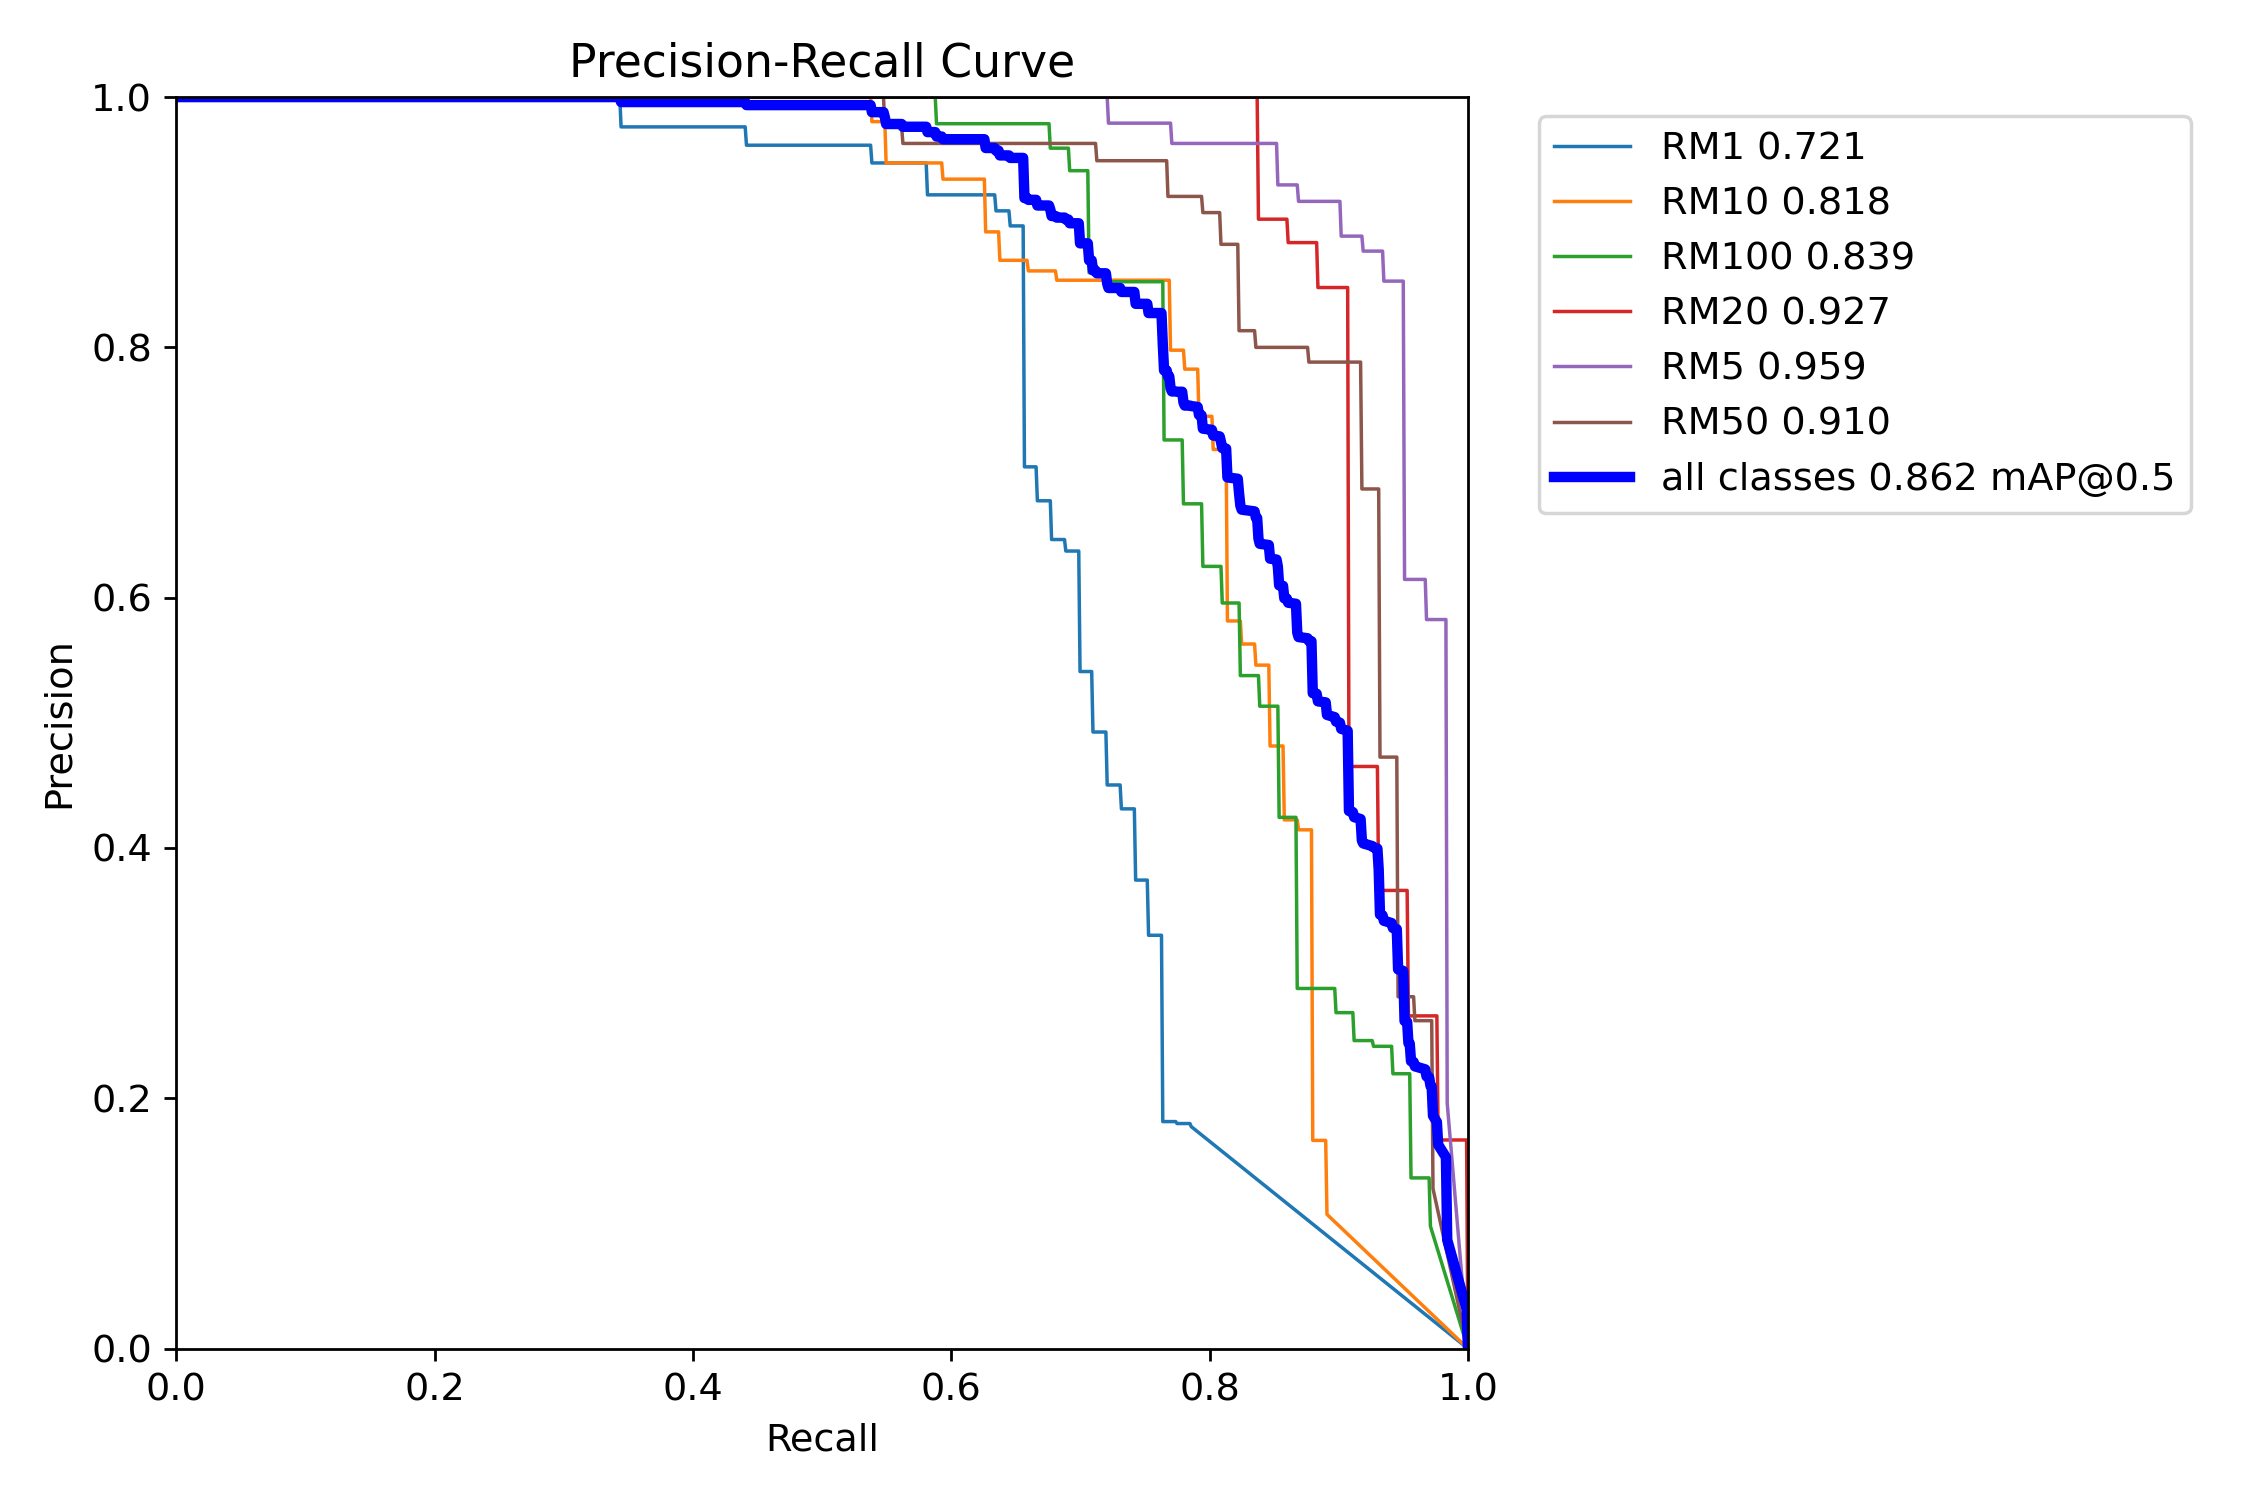 Precision-Recall Curve
1.0
0.8
0.6
0.4
0.2
0.0
Precision
0.0 0.2 0.4 0.6 0.8 1.0
Recall
RM1 0.721
RM10 0.818
RM100 0.839
RM20 0.927
RM5 0.959
RM50 0.910
all classes 0.862 mAP@0.5